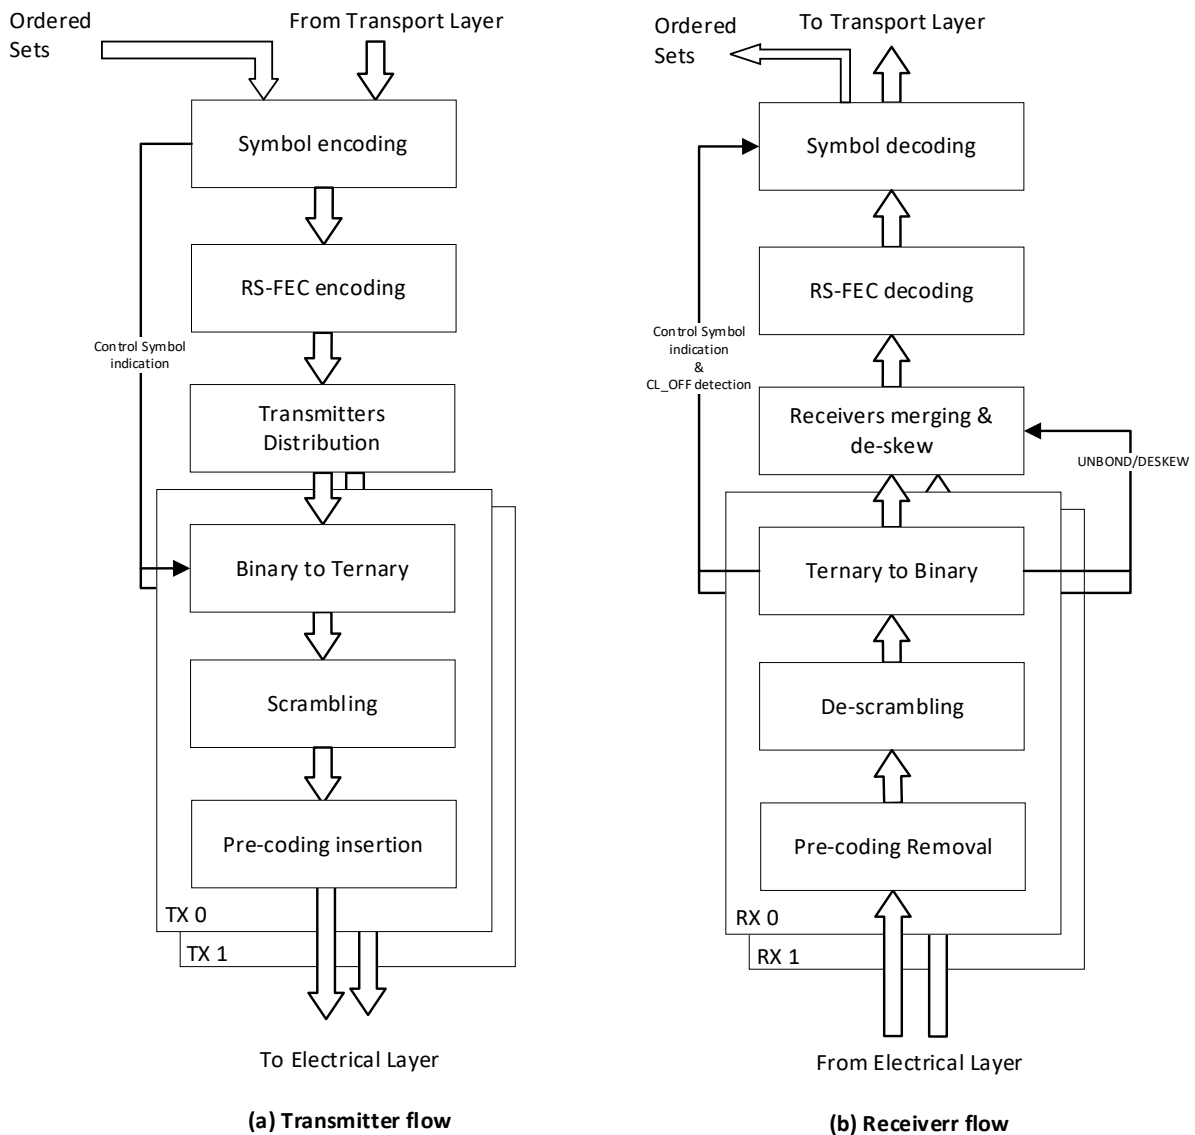 Ordered
Sets
From Transport Layer
Symbol encoding
RS-FEC encoding
Control Symbol
indication
Transmitters
Distribution
Binary to Ternary
Scrambling
Pre-coding insertion
TX 0
TX 1
To Electrical Layer
(a) Transmitter flow
Ordered
Sets
To Transport Layer
Symbol decoding
RS-FEC decoding
Control Symbol
indication
&
CL_OFF detection
Receivers merging &
de-skew
UNBOND/DESKEW
Ternary to Binary
De-scrambling
Pre-coding Removal
RX 0
RX 1
From Electrical Layer
(b) Receiverr flow